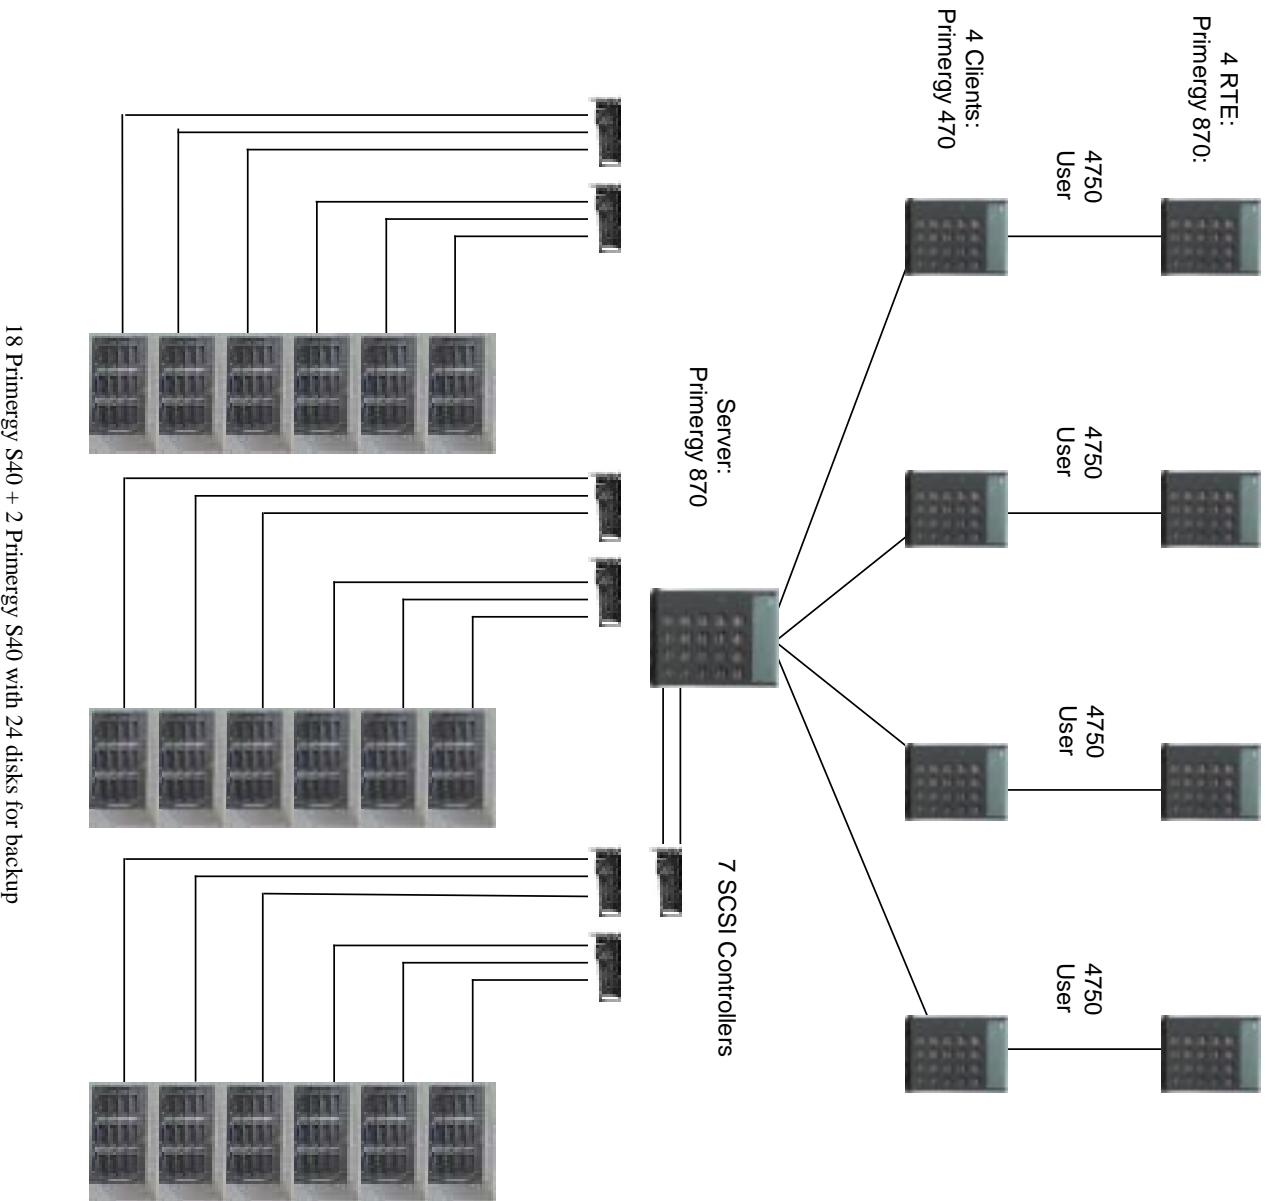 4 RTE:
Primergy 870:
4750
User
4750
User
4750
User
4750
User
4 Clients:
Primergy 470
Server:
Primergy 870
7 SCSI Controllers
18 Primergy S40 + 2 Primergy S40 with 24 disks for backup